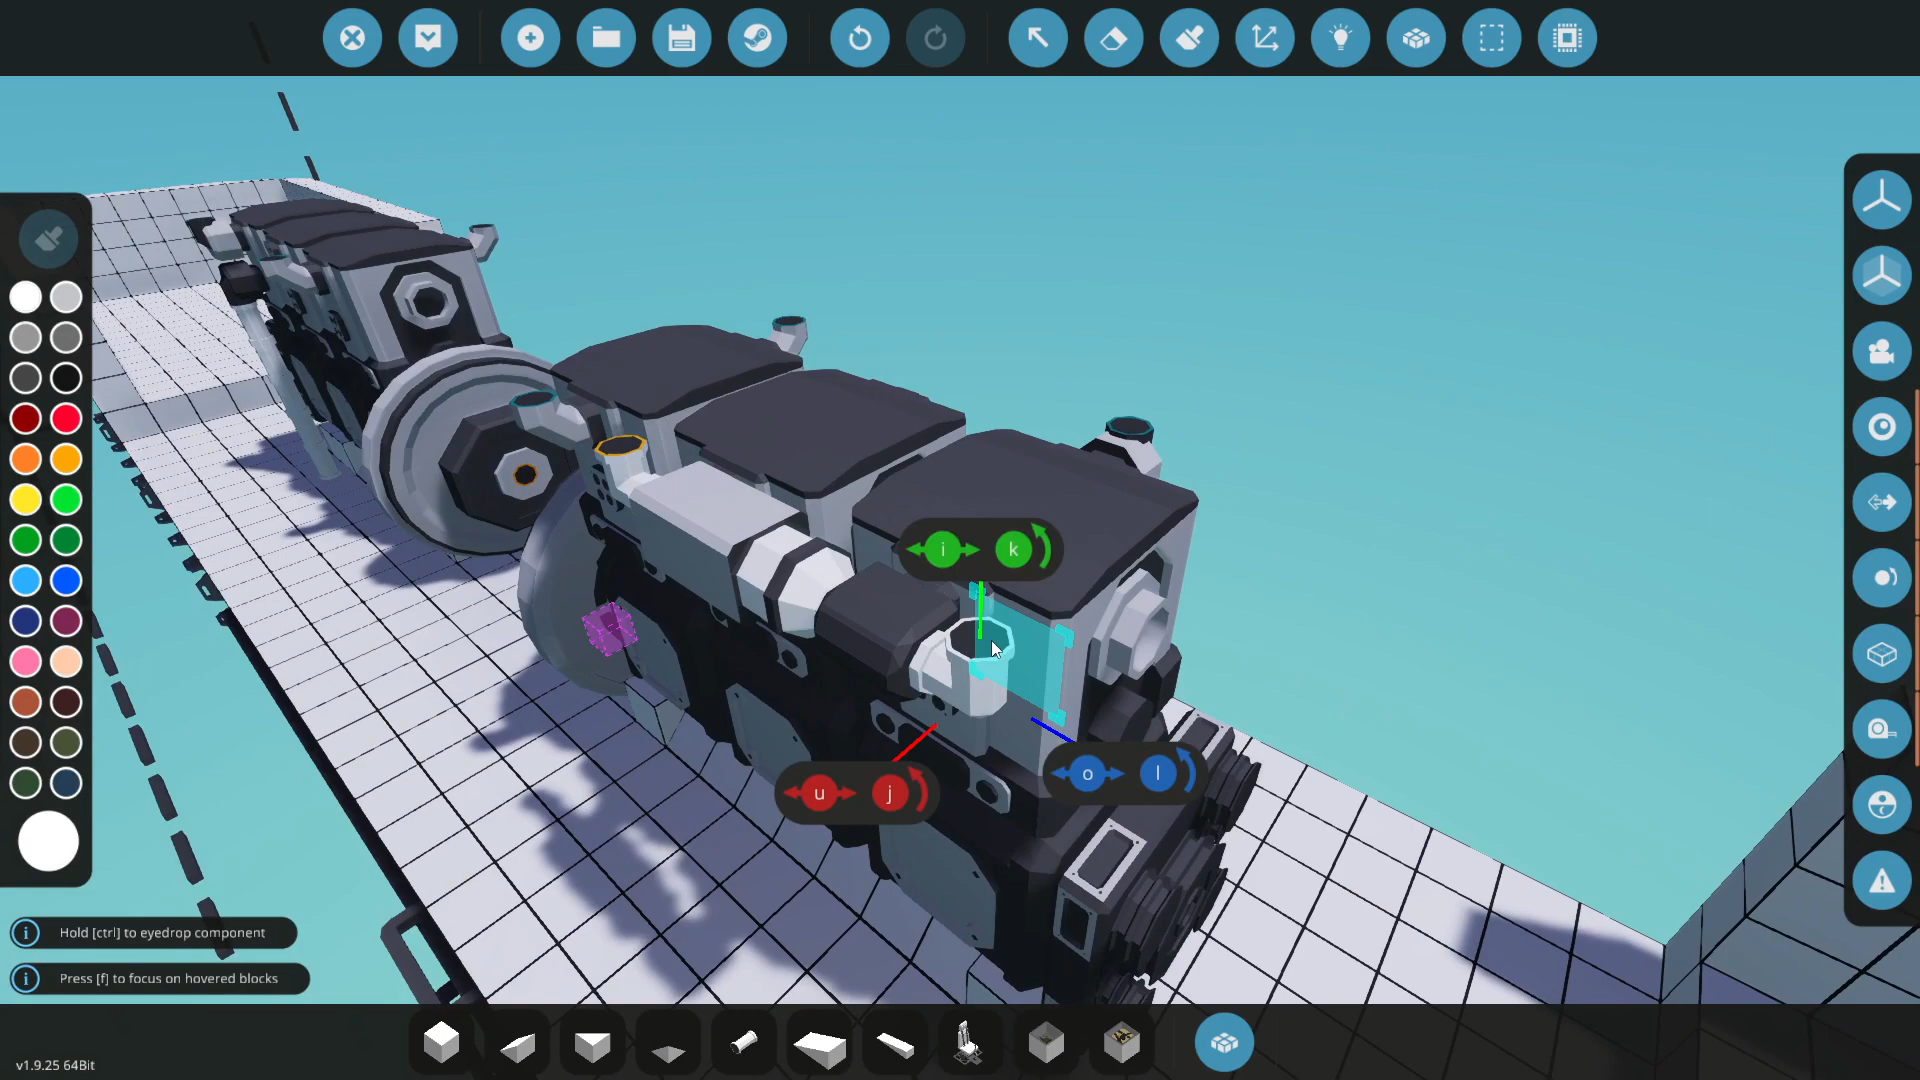 i k
u j
o l
Hold [ctrl] to eyedrop component
Press [f] to focus on hovered blocks
v1.9.25 64Bit